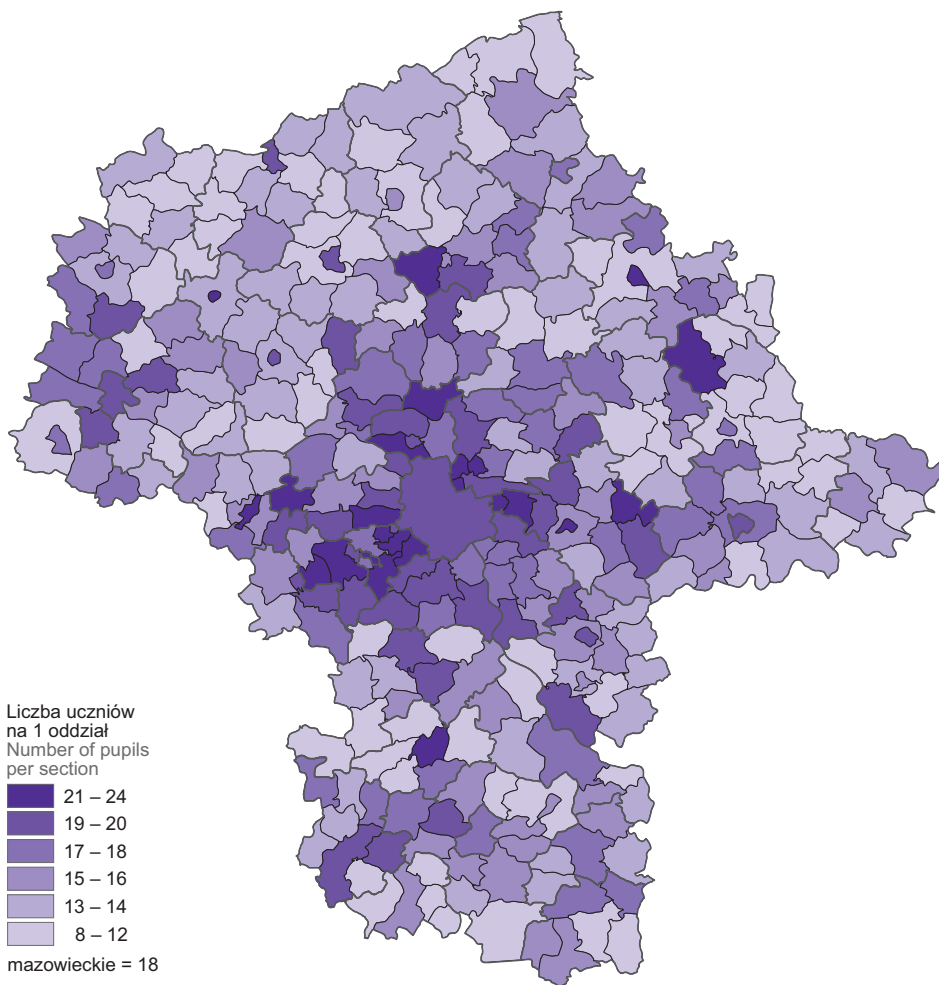 Liczba uczniów
na 1 oddział
Number of pupils
per section
21 – 24
19 – 20
17 – 18
15 – 16
13 – 14
8 – 12
mazowieckie = 18